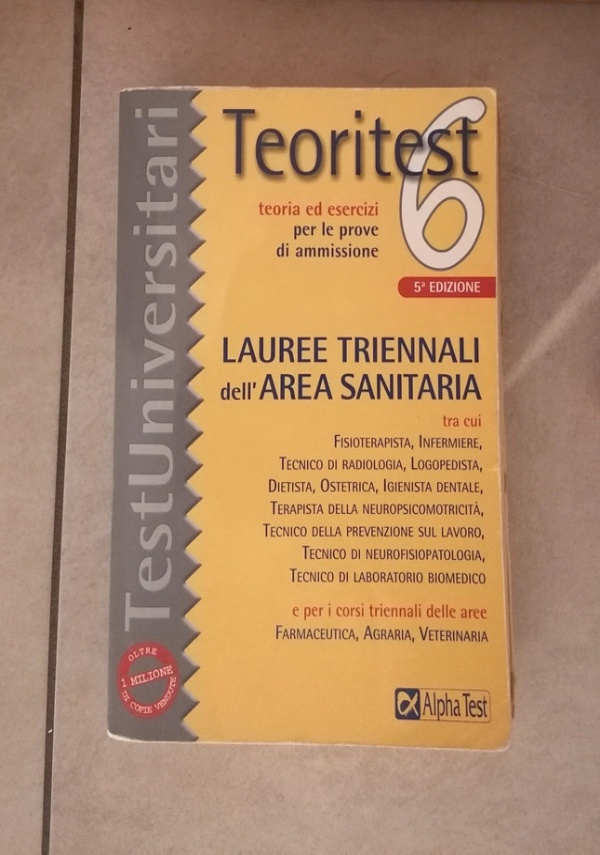 TestUniversitari
Teoritest 6
teoria ed esercizi
per le prove
di ammissione
5ª EDIZIONE
LAUREE TRIENNALI
dell'AREA SANITARIA
tra cui
FISIOTERAPISTA, INFERMIERE,
TECNICO DI RADIOLOGIA, LOGOPEDISTA,
DIETISTA, OSTETRICA, IGIENISTA DENTALE,
TERAPISTA DELLA NEUROPSICOMOTRICITÀ,
TECNICO DELLA PREVENZIONE SUL LAVORO,
TECNICO DI NEUROFISIOPATOLOGIA,
TECNICO DI LABORATORIO BIOMEDICO
e per i corsi triennali delle aree
FARMACEUTICA, AGRARIA, VETERINARIA
OLTRE
1 MILIONE
DI COPIE VENDUTE
α Alpha Test